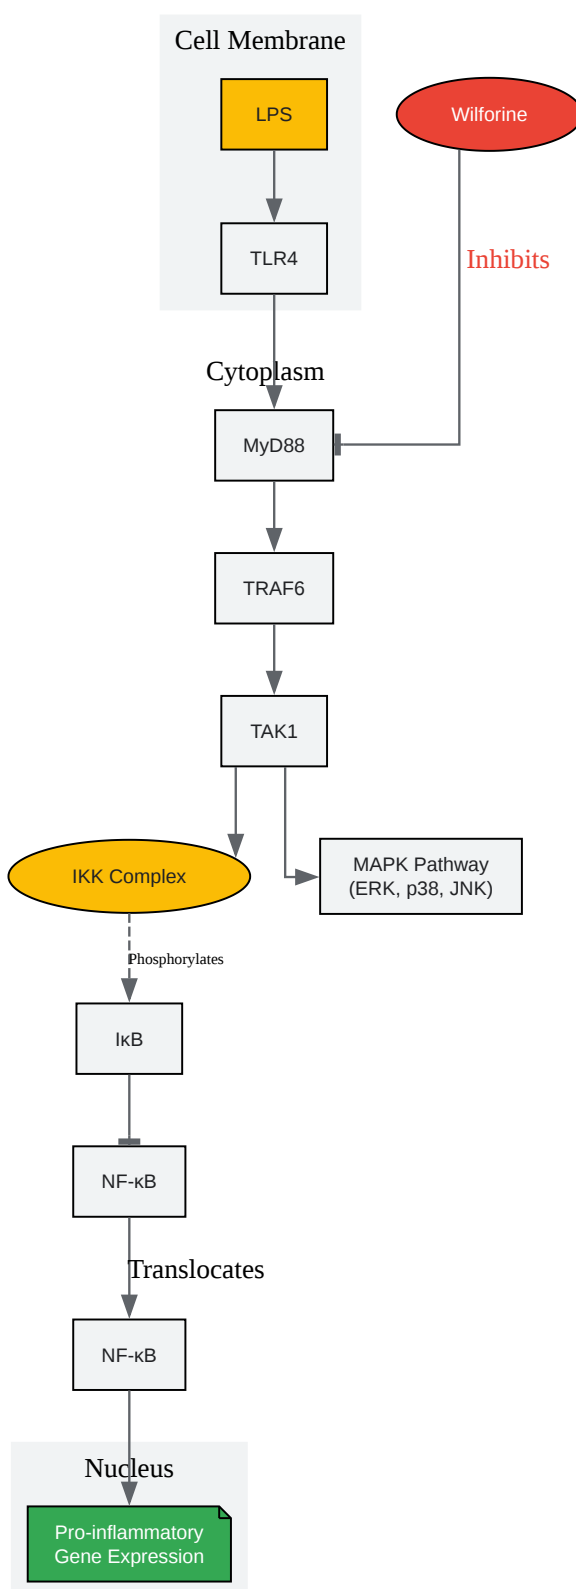 Cell Membrane
LPS
Wilforine
TLR4
Inhibits
Cytoplasm
MyD88
TRAF6
TAK1
IKK Complex
MAPK Pathway
(ERK, p38, JNK)
Phosphorylates
IκB
NF-κB
Translocates
NF-κB
Nucleus
Pro-inflammatory
Gene Expression